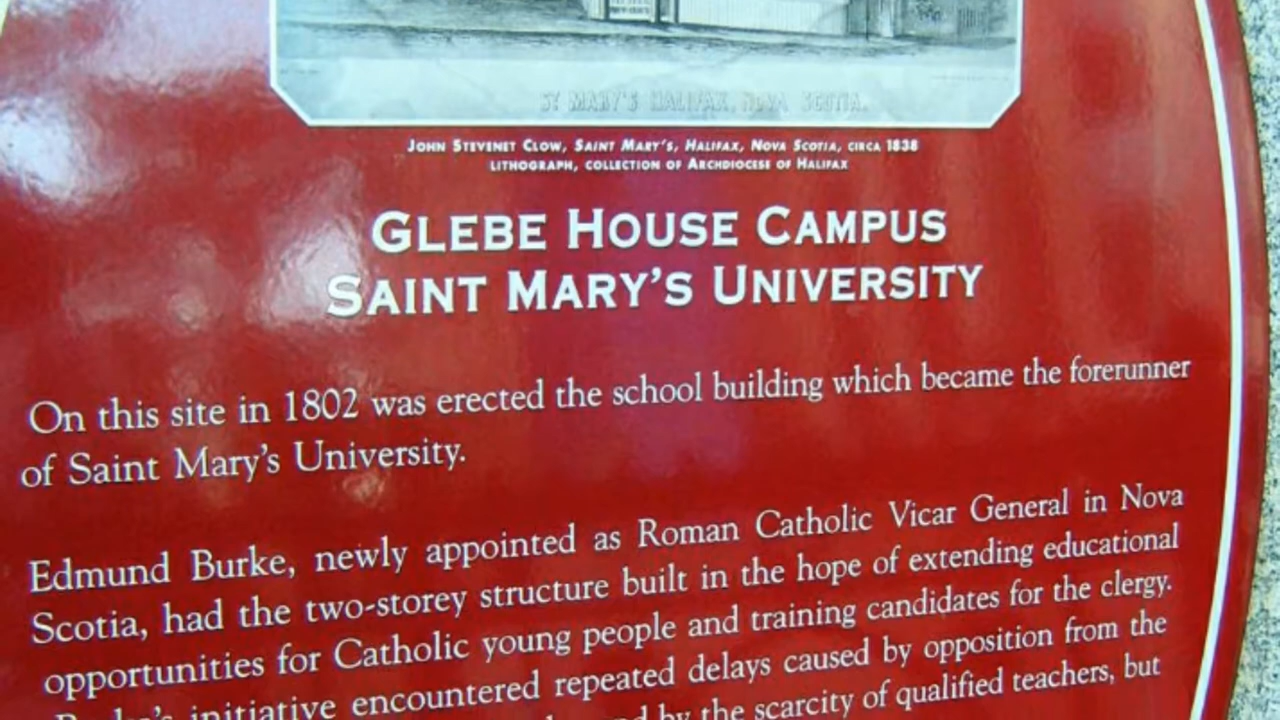 ST MARY'S HALIFAX, NOVA SCOTIA.
JOHN STEVENET CLOW, SAINT MARY'S, HALIFAX, NOVA SCOTIA, CIRCA 1838
LITHOGRAPH, COLLECTION OF ARCHDIOCESE OF HALIFAX
GLEBE HOUSE CAMPUS
SAINT MARY'S UNIVERSITY
On this site in 1802 was erected the school building which became the forerunner
of Saint Mary's University.
Edmund Burke, newly appointed as Roman Catholic Vicar General in Nova
Scotia, had the two-storey structure built in the hope of extending educational
opportunities for Catholic young people and training candidates for the clergy.
Burke's initiative encountered repeated delays caused by opposition from the
and by the scarcity of qualified teachers, but